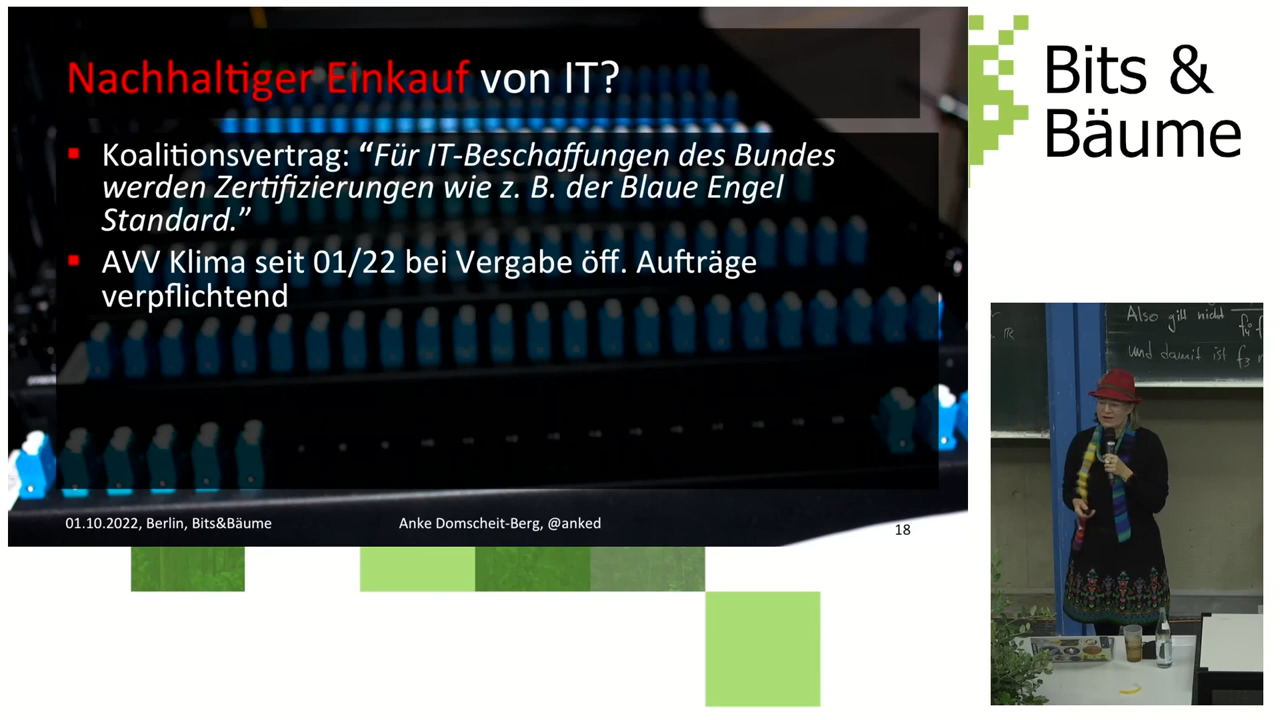 Nachhaltiger Einkauf von IT?
▪ Koalitionsvertrag: “Für IT-Beschaffungen des Bundes
werden Zertifizierungen wie z. B. der Blaue Engel
Standard.”
▪ AVV Klima seit 01/22 bei Vergabe öff. Aufträge
verpflichtend
01.10.2022, Berlin, Bits&Bäume
Anke Domscheit-Berg, @anked
18
Bits &
Bäume
Also gilt nicht
und damit ist f₃